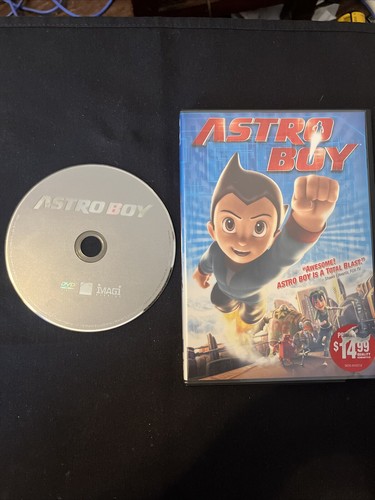 ASTRO
BOY
"AWESOME!
ASTRO BOY IS A TOTAL BLAST."
$14.99
ASTRO BOY
DVD
IMAGI